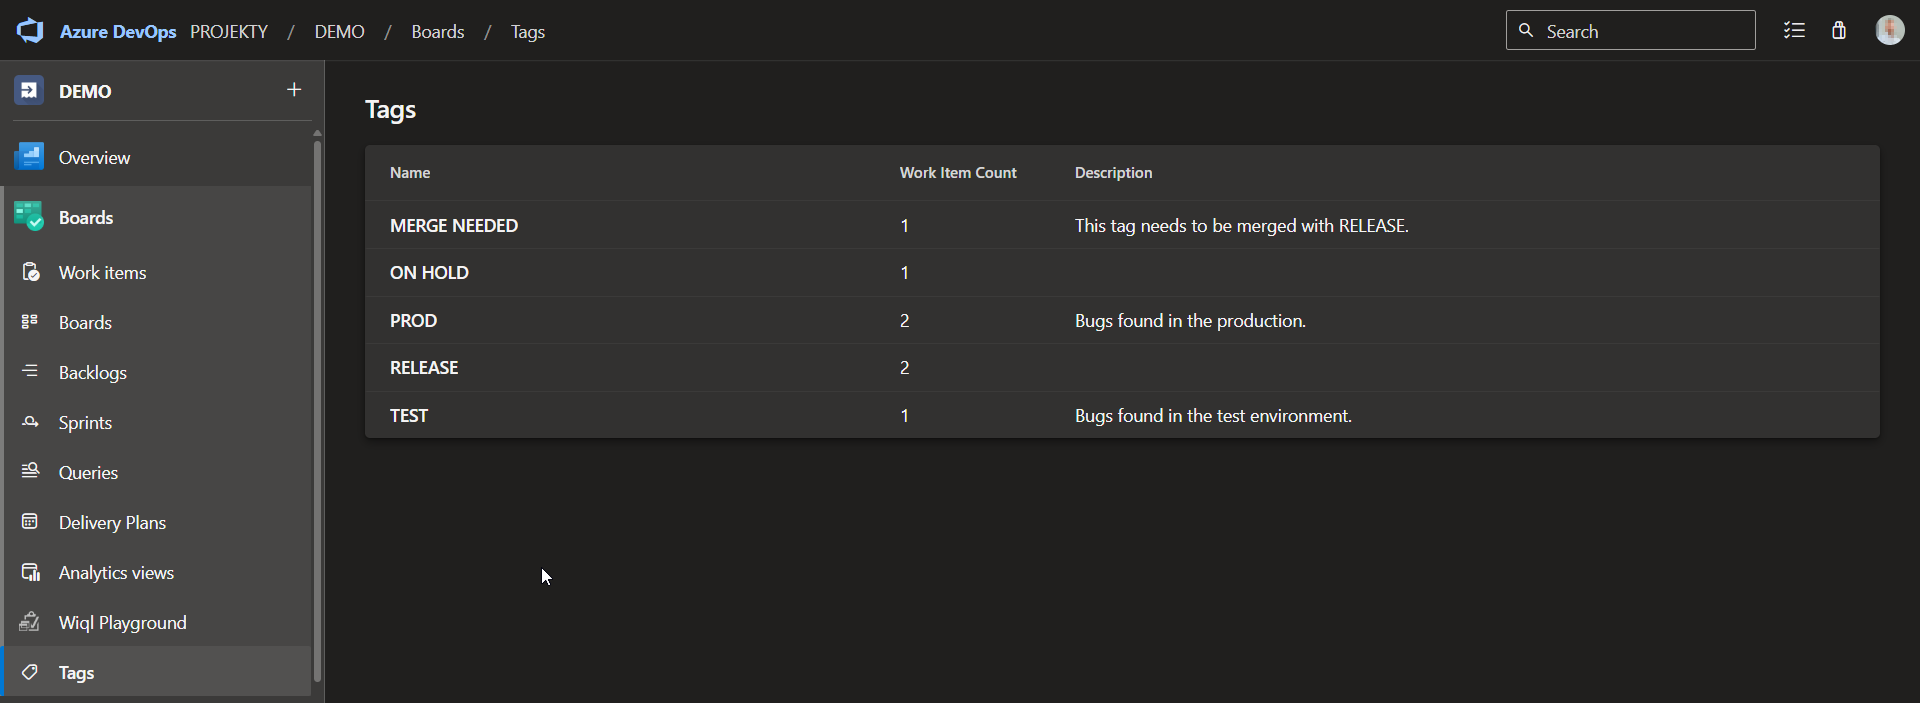 Azure DevOps PROJEKTY / DEMO / Boards / Tags
Search
DEMO +
Overview
Boards
Work items
Boards
Backlogs
Sprints
Queries
Delivery Plans
Analytics views
Wiql Playground
Tags
Tags
Name Work Item Count Description
MERGE NEEDED 1 This tag needs to be merged with RELEASE.
ON HOLD 1
PROD 2 Bugs found in the production.
RELEASE 2
TEST 1 Bugs found in the test environment.